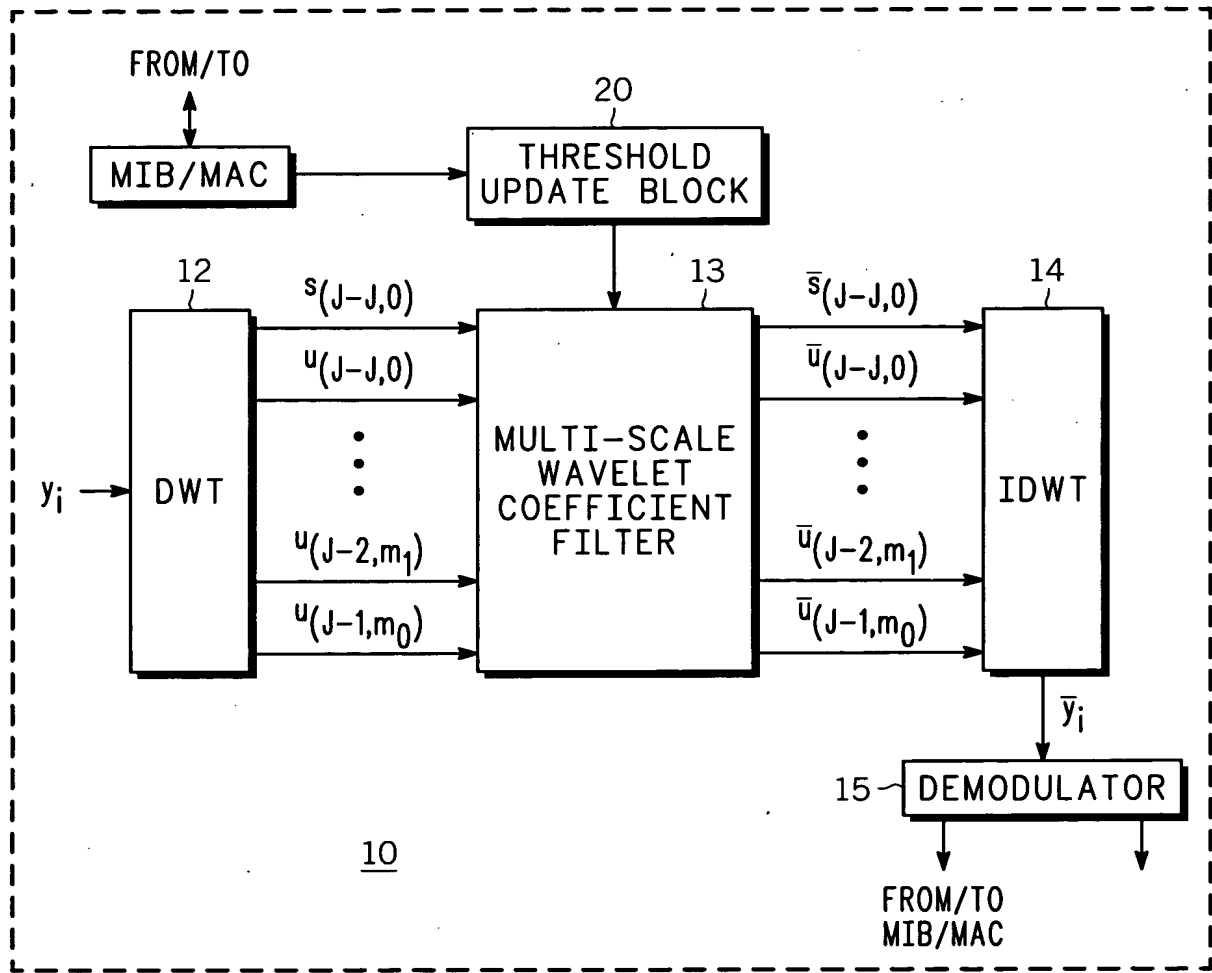 FROM/TO
MIB/MAC
20
THRESHOLD
UPDATE BLOCK
12
s(J-J,0)
13
s̅(J-J,0)
14
u(J-J,0)
u̅(J-J,0)
yi
DWT
MULTI-SCALE
WAVELET
COEFFICIENT
FILTER
IDWT
u(J-2,m1)
u̅(J-2,m1)
u(J-1,m0)
u̅(J-1,m0)
y̅i
15
DEMODULATOR
10
FROM/TO
MIB/MAC